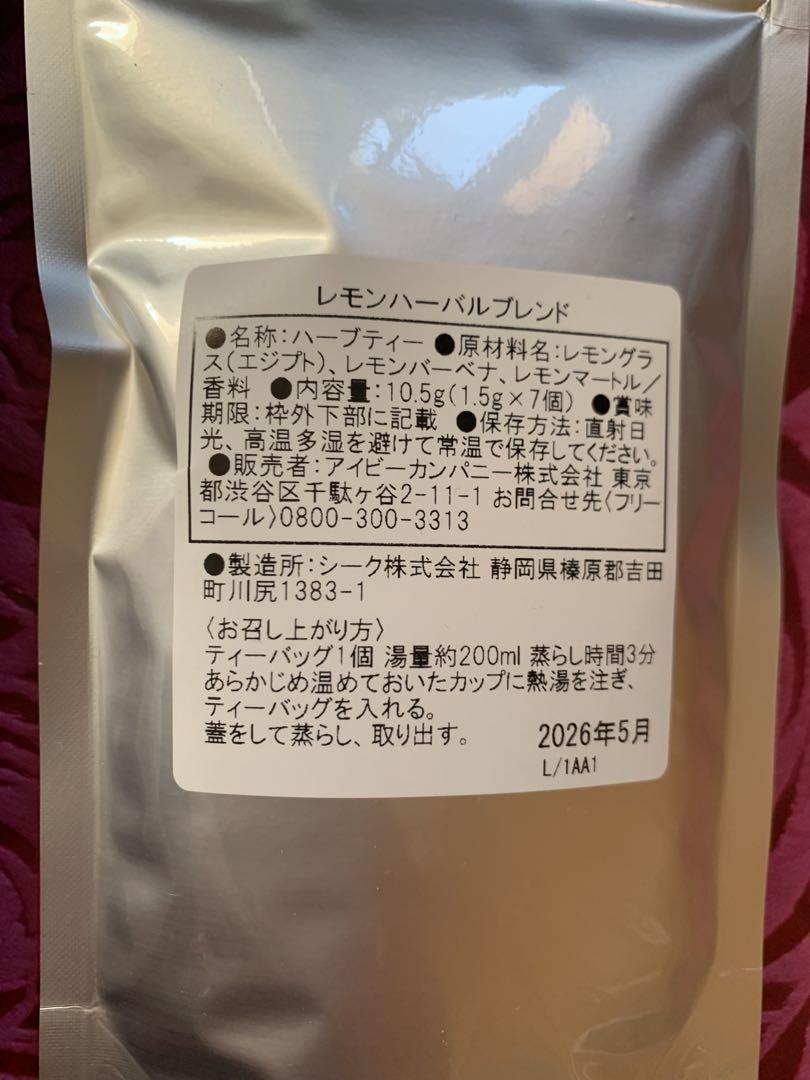 レモンハーバルブレンド
●名称:ハーブティー ●原材料名:レモングラ
ス(エジプト)、レモンバーベナ、レモンマートル/
香料 ●内容量:10.5g(1.5g×7個) ●賞味
期限:枠外下部に記載 ●保存方法:直射日
光、高温多湿を避けて常温で保存してください。
●販売者:アイビーカンパニー株式会社 東京
都渋谷区千駄ヶ谷2-11-1 お問合せ先〈フリー
コール〉0800-300-3313
●製造所:シーク株式会社 静岡県榛原郡吉田
町川尻1383-1
〈お召し上がり方〉
ティーバッグ1個 湯量約200ml 蒸らし時間3分
あらかじめ温めておいたカップに熱湯を注ぎ、
ティーバッグを入れる。
蓋をして蒸らし、取り出す。
2026年5月
L/1AA1